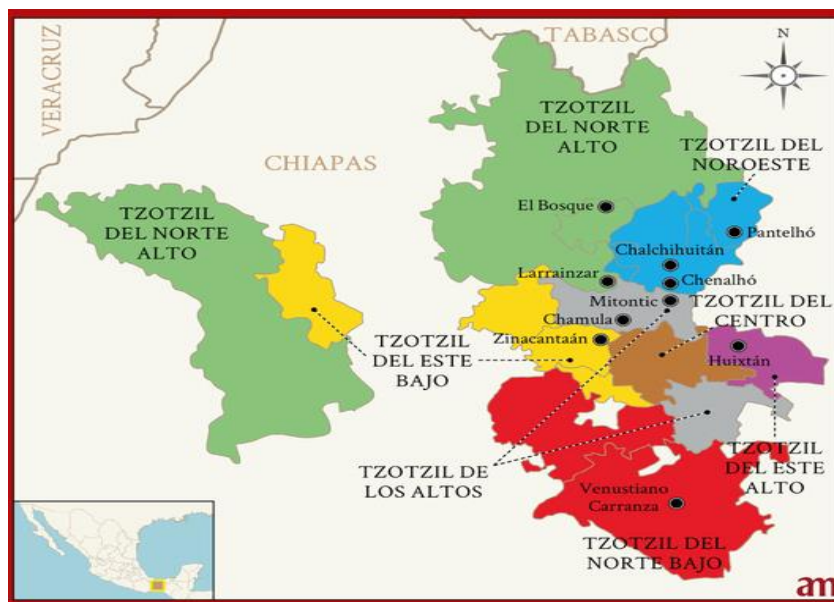 VERACRUZ
TABASCO
N
CHIAPAS
TZOTZIL
DEL NORTE
ALTO
TZOTZIL DEL
NOROESTE
TZOTZIL
DEL NORTE
ALTO
El Bosque
Pantelhó
Chalchihuitán
Larrainzar
Chenalhó
Mitontic
TZOTZIL DEL
CENTRO
Chamula
Zinacantaán
Huixtán
TZOTZIL
DEL ESTE
BAJO
TZOTZIL DE
LOS ALTOS
TZOTZIL
DEL ESTE
ALTO
Venustiano
Carranza
TZOTZIL DEL
NORTE BAJO
am